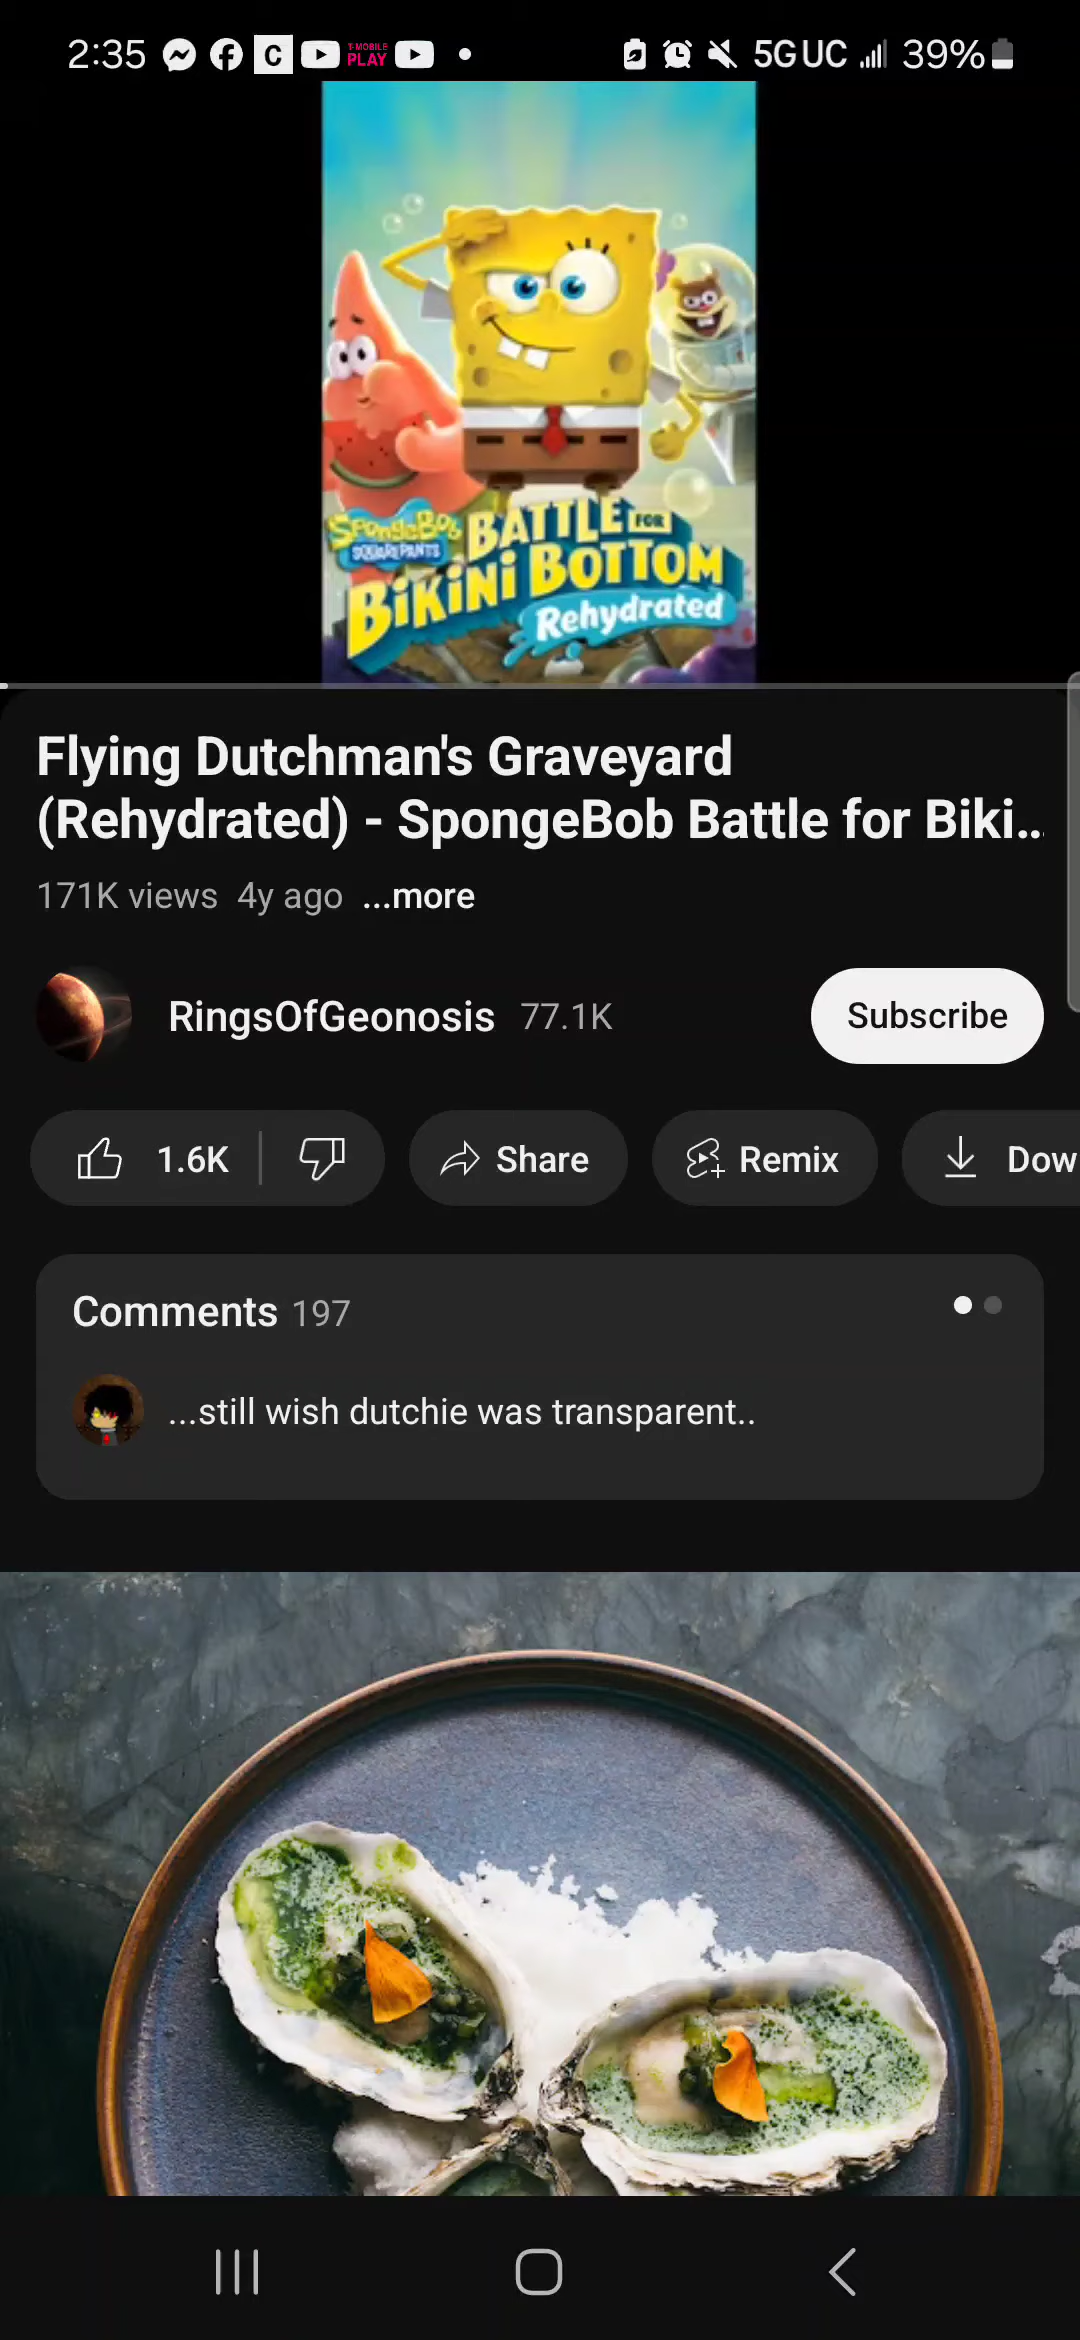 2:35
C
T-MOBILE
PLAY
5G UC
39%
SpongeBob
SQUAREPANTS
BATTLE FOR
BiKiNi BOTTOM
Rehydrated
Flying Dutchman's Graveyard
(Rehydrated) - SpongeBob Battle for Biki...
171K views 4y ago ...more
RingsOfGeonosis 77.1K
Subscribe
1.6K
Share
Remix
Dow
Comments 197
...still wish dutchie was transparent..